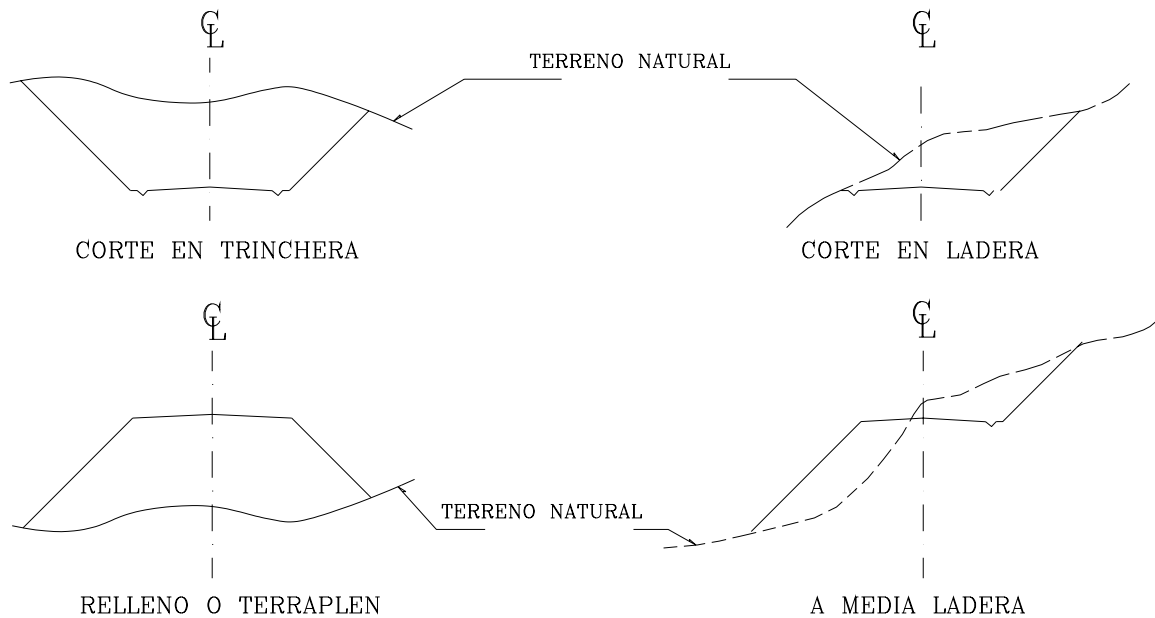 ℄ ℄
TERRENO NATURAL
CORTE EN TRINCHERA
CORTE EN LADERA
℄ ℄
TERRENO NATURAL
RELLENO O TERRAPLEN
A MEDIA LADERA